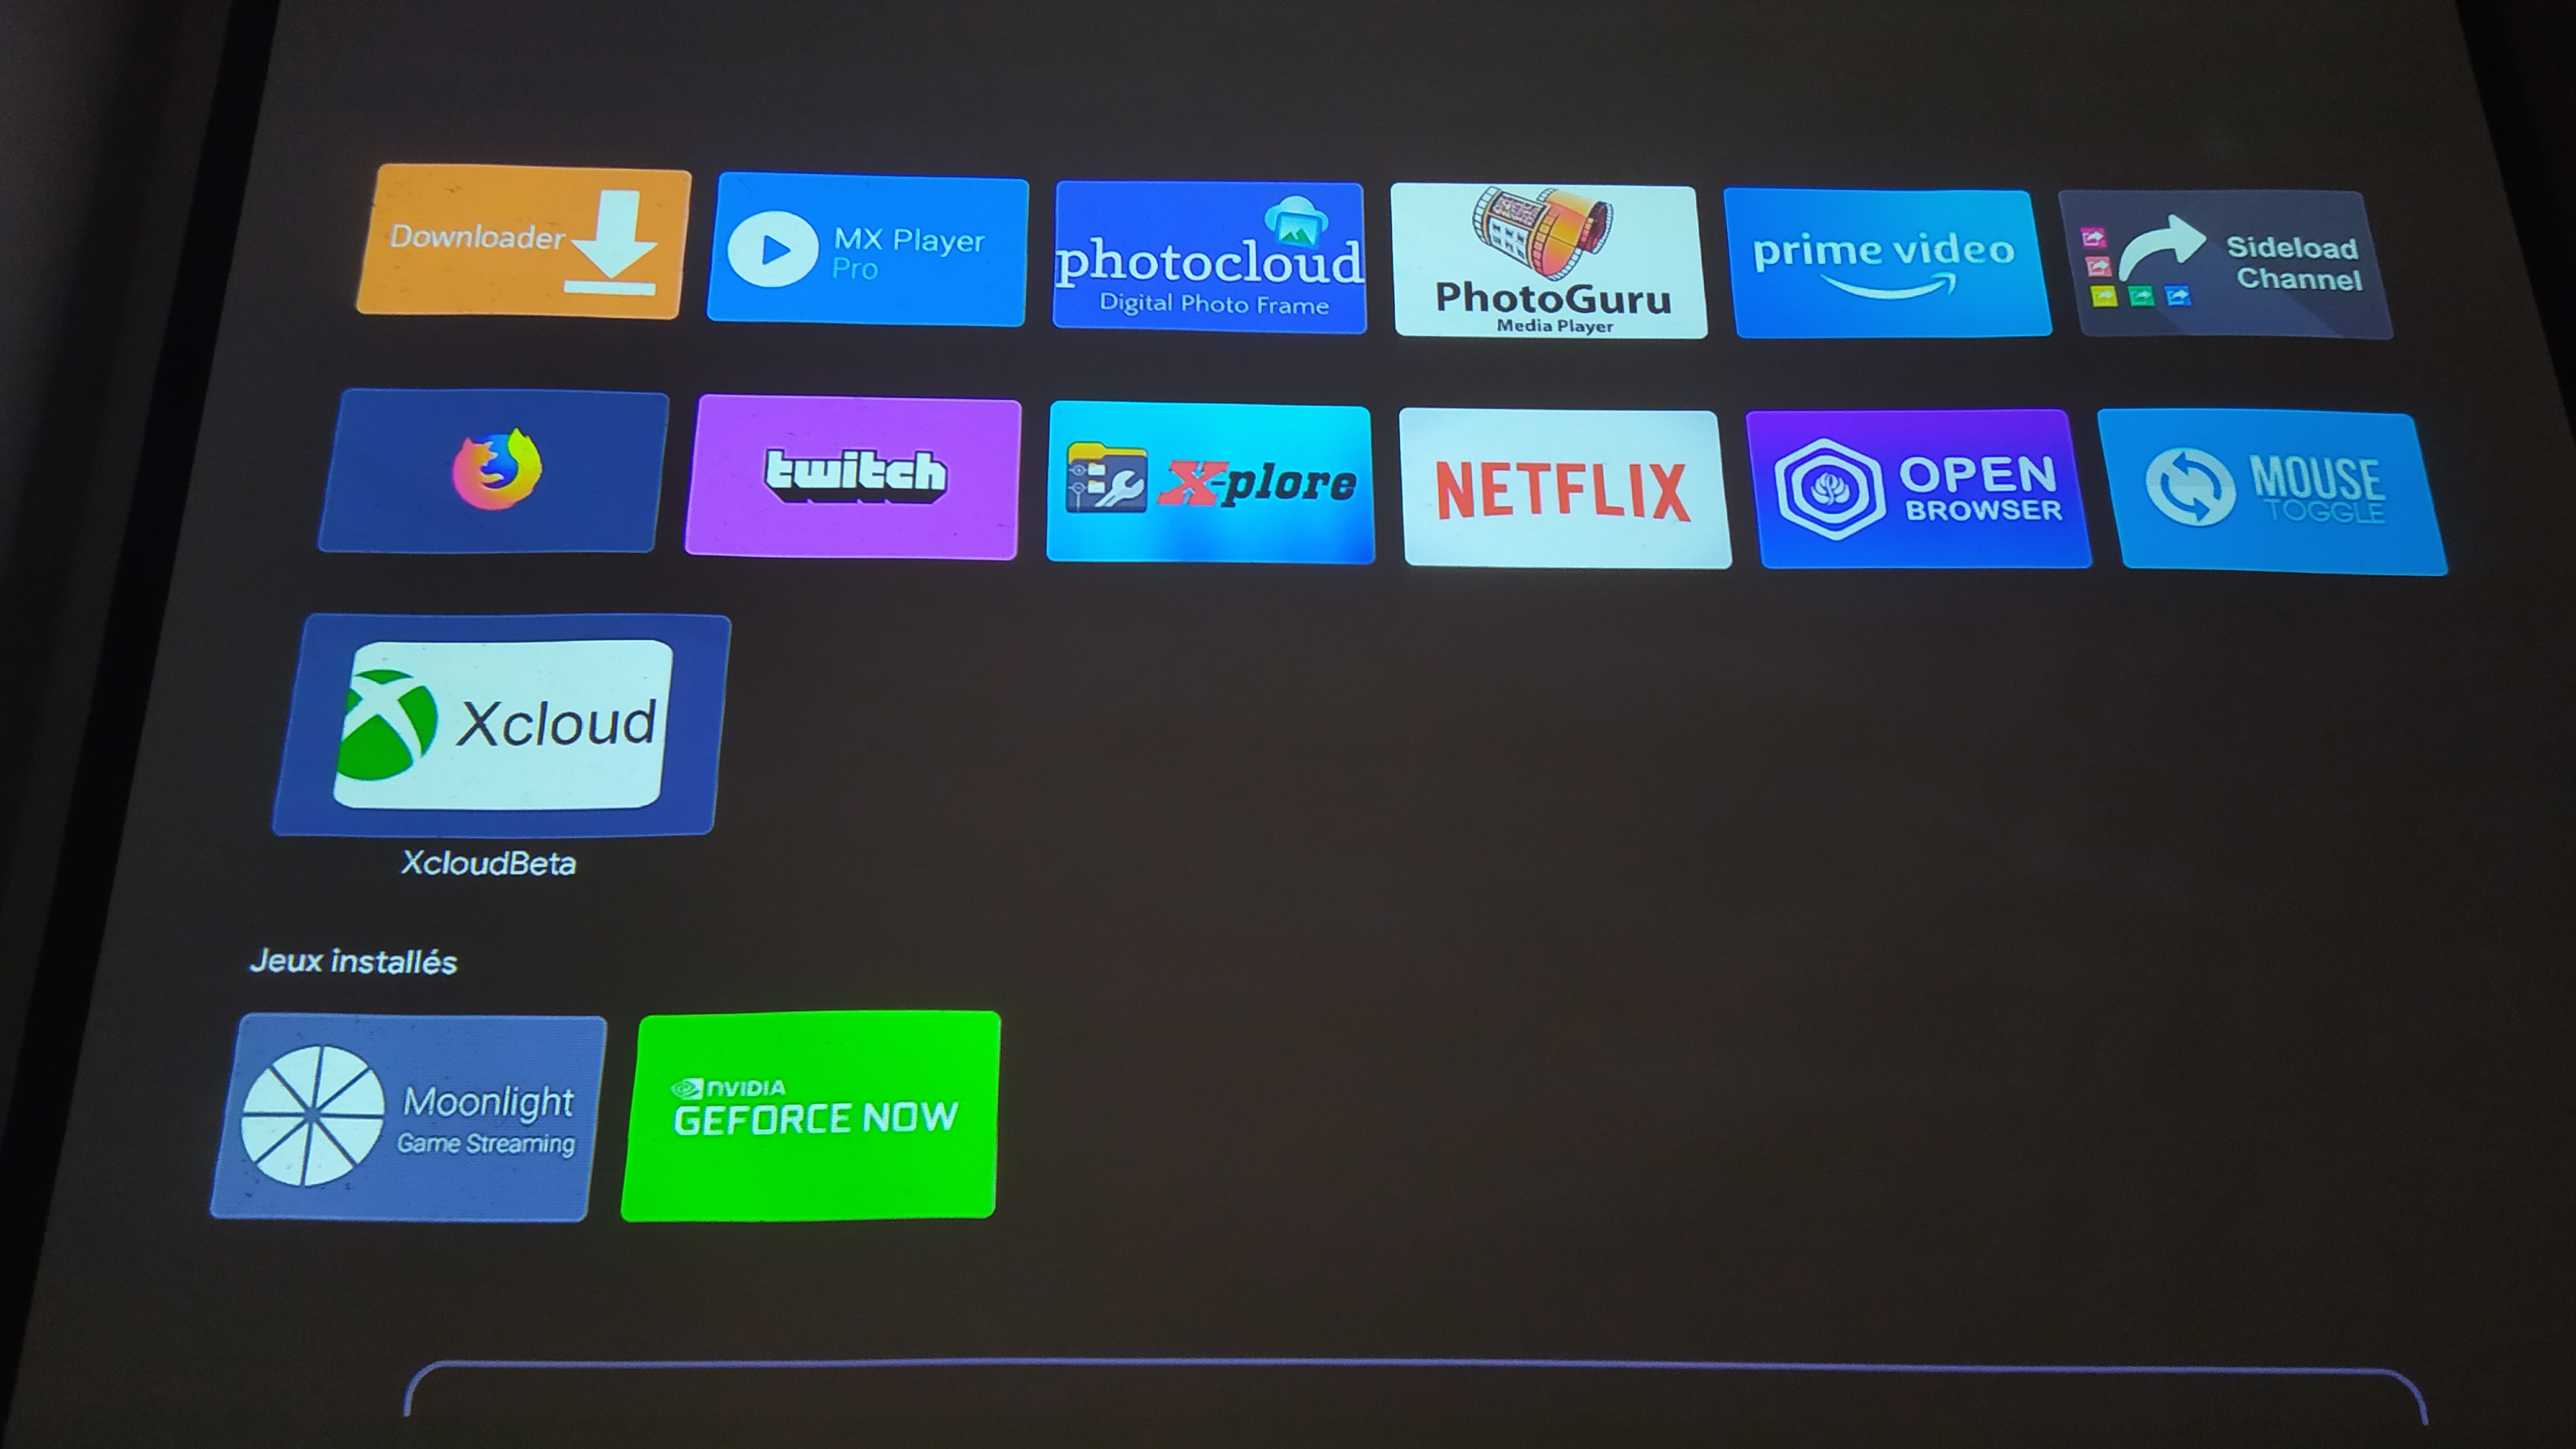 Downloader
MX Player
Pro
photocloud
Digital Photo Frame
PhotoGuru
Media Player
prime video
Sideload
Channel
twitch
X-plore
NETFLIX
OPEN
BROWSER
MOUSE
TOGGLE
Xcloud
XcloudBeta
Jeux installés
Moonlight
Game Streaming
NVIDIA
GEFORCE NOW